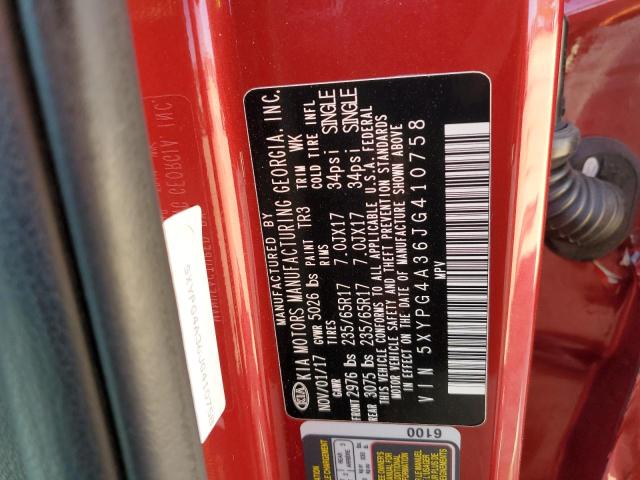 MANUFACTURED BY
KIA KIA MOTORS MANUFACTURING GEORGIA, INC.
NOV/01/17 GVWR 5026 lbs PAINT TR3 TRIM WK
GAWR TIRES RIMS COLD TIRE INFL
FRONT 2976 lbs 235/65R17 7.0JX17 34psi SINGLE
REAR 3075 lbs 235/65R17 7.0JX17 34psi SINGLE
THIS VEHICLE CONFORMS TO ALL APPLICABLE U.S.A. FEDERAL
MOTOR VEHICLE SAFETY AND THEFT PREVENTION STANDARDS
IN EFFECT ON THE DATE OF MANUFACTURE SHOWN ABOVE
VIN 5XYPG4A36JG410758
MPV
6100